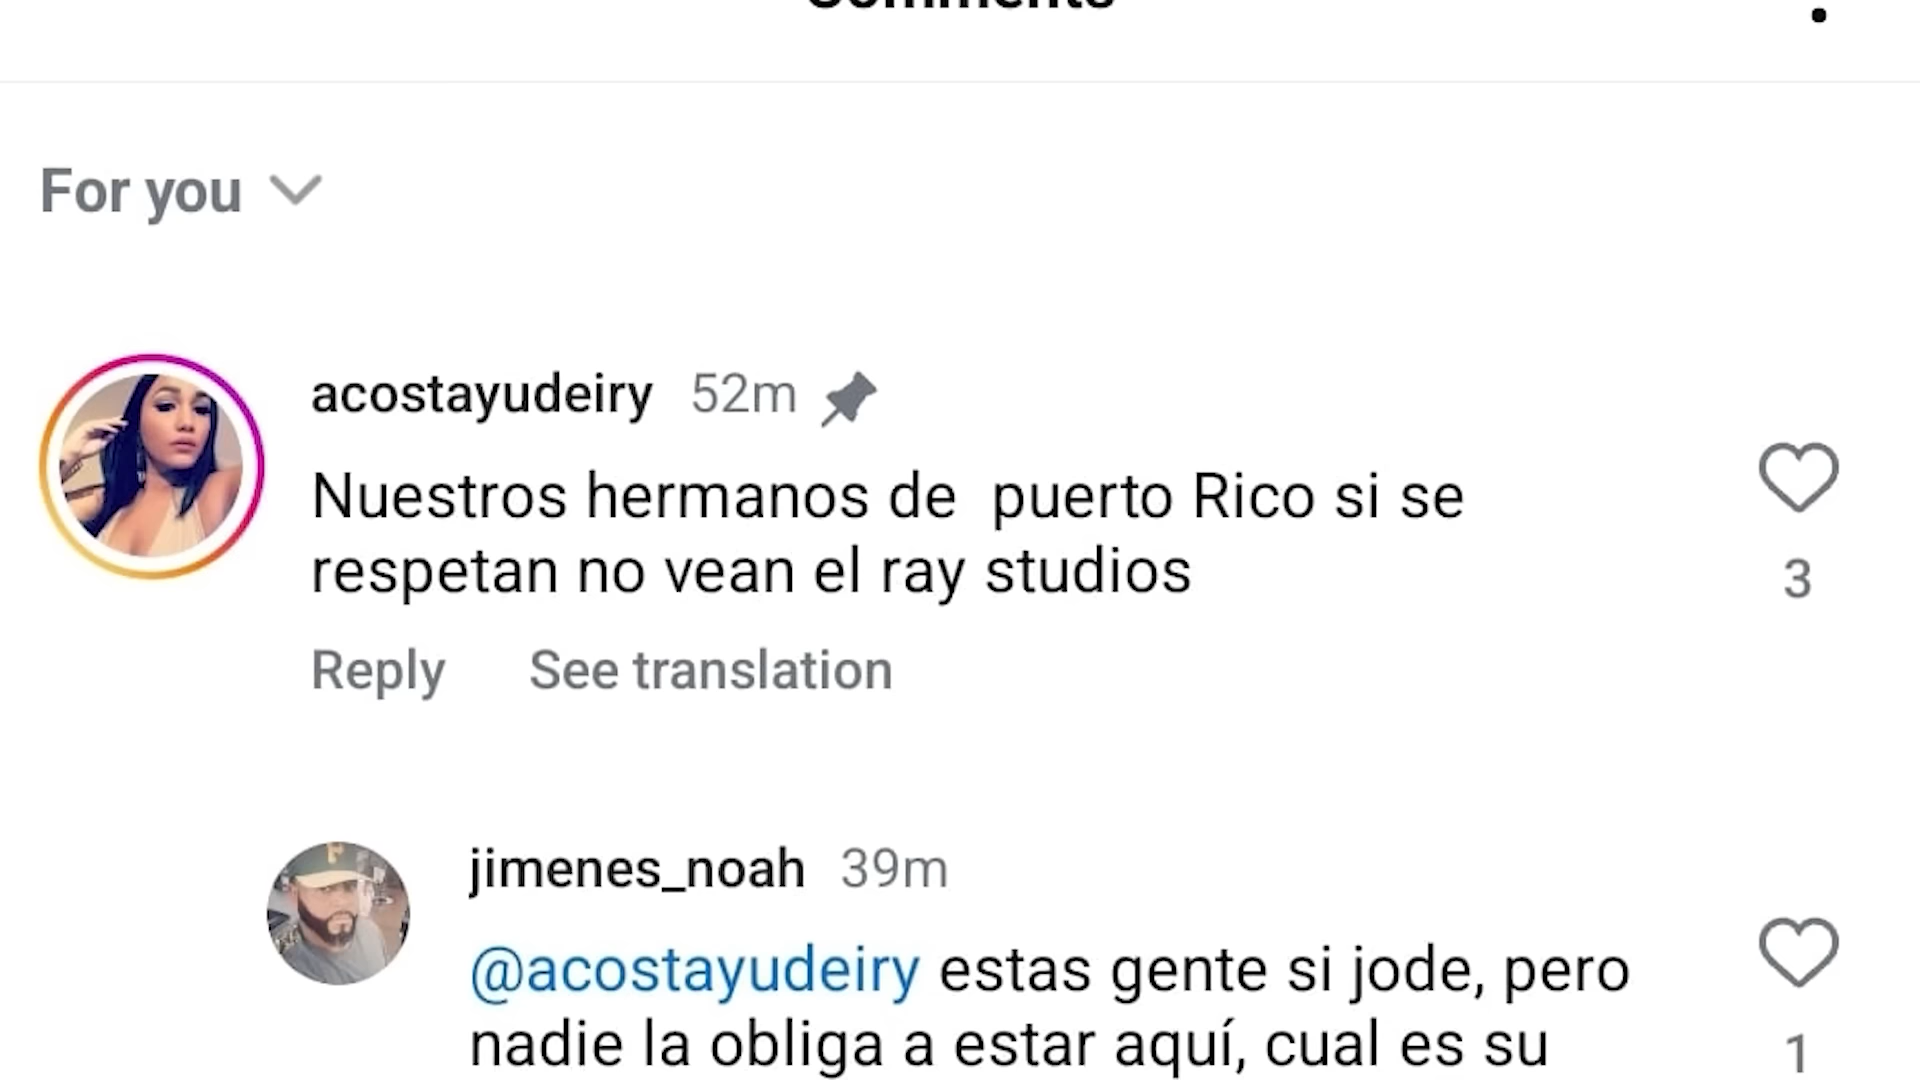 Comments
For you
acostayudeiry 52m
Nuestros hermanos de  puerto Rico si se
respetan no vean el ray studios
3
Reply See translation
jimenes_noah 39m
@acostayudeiry estas gente si jode, pero
nadie la obliga a estar aquí, cual es su
1